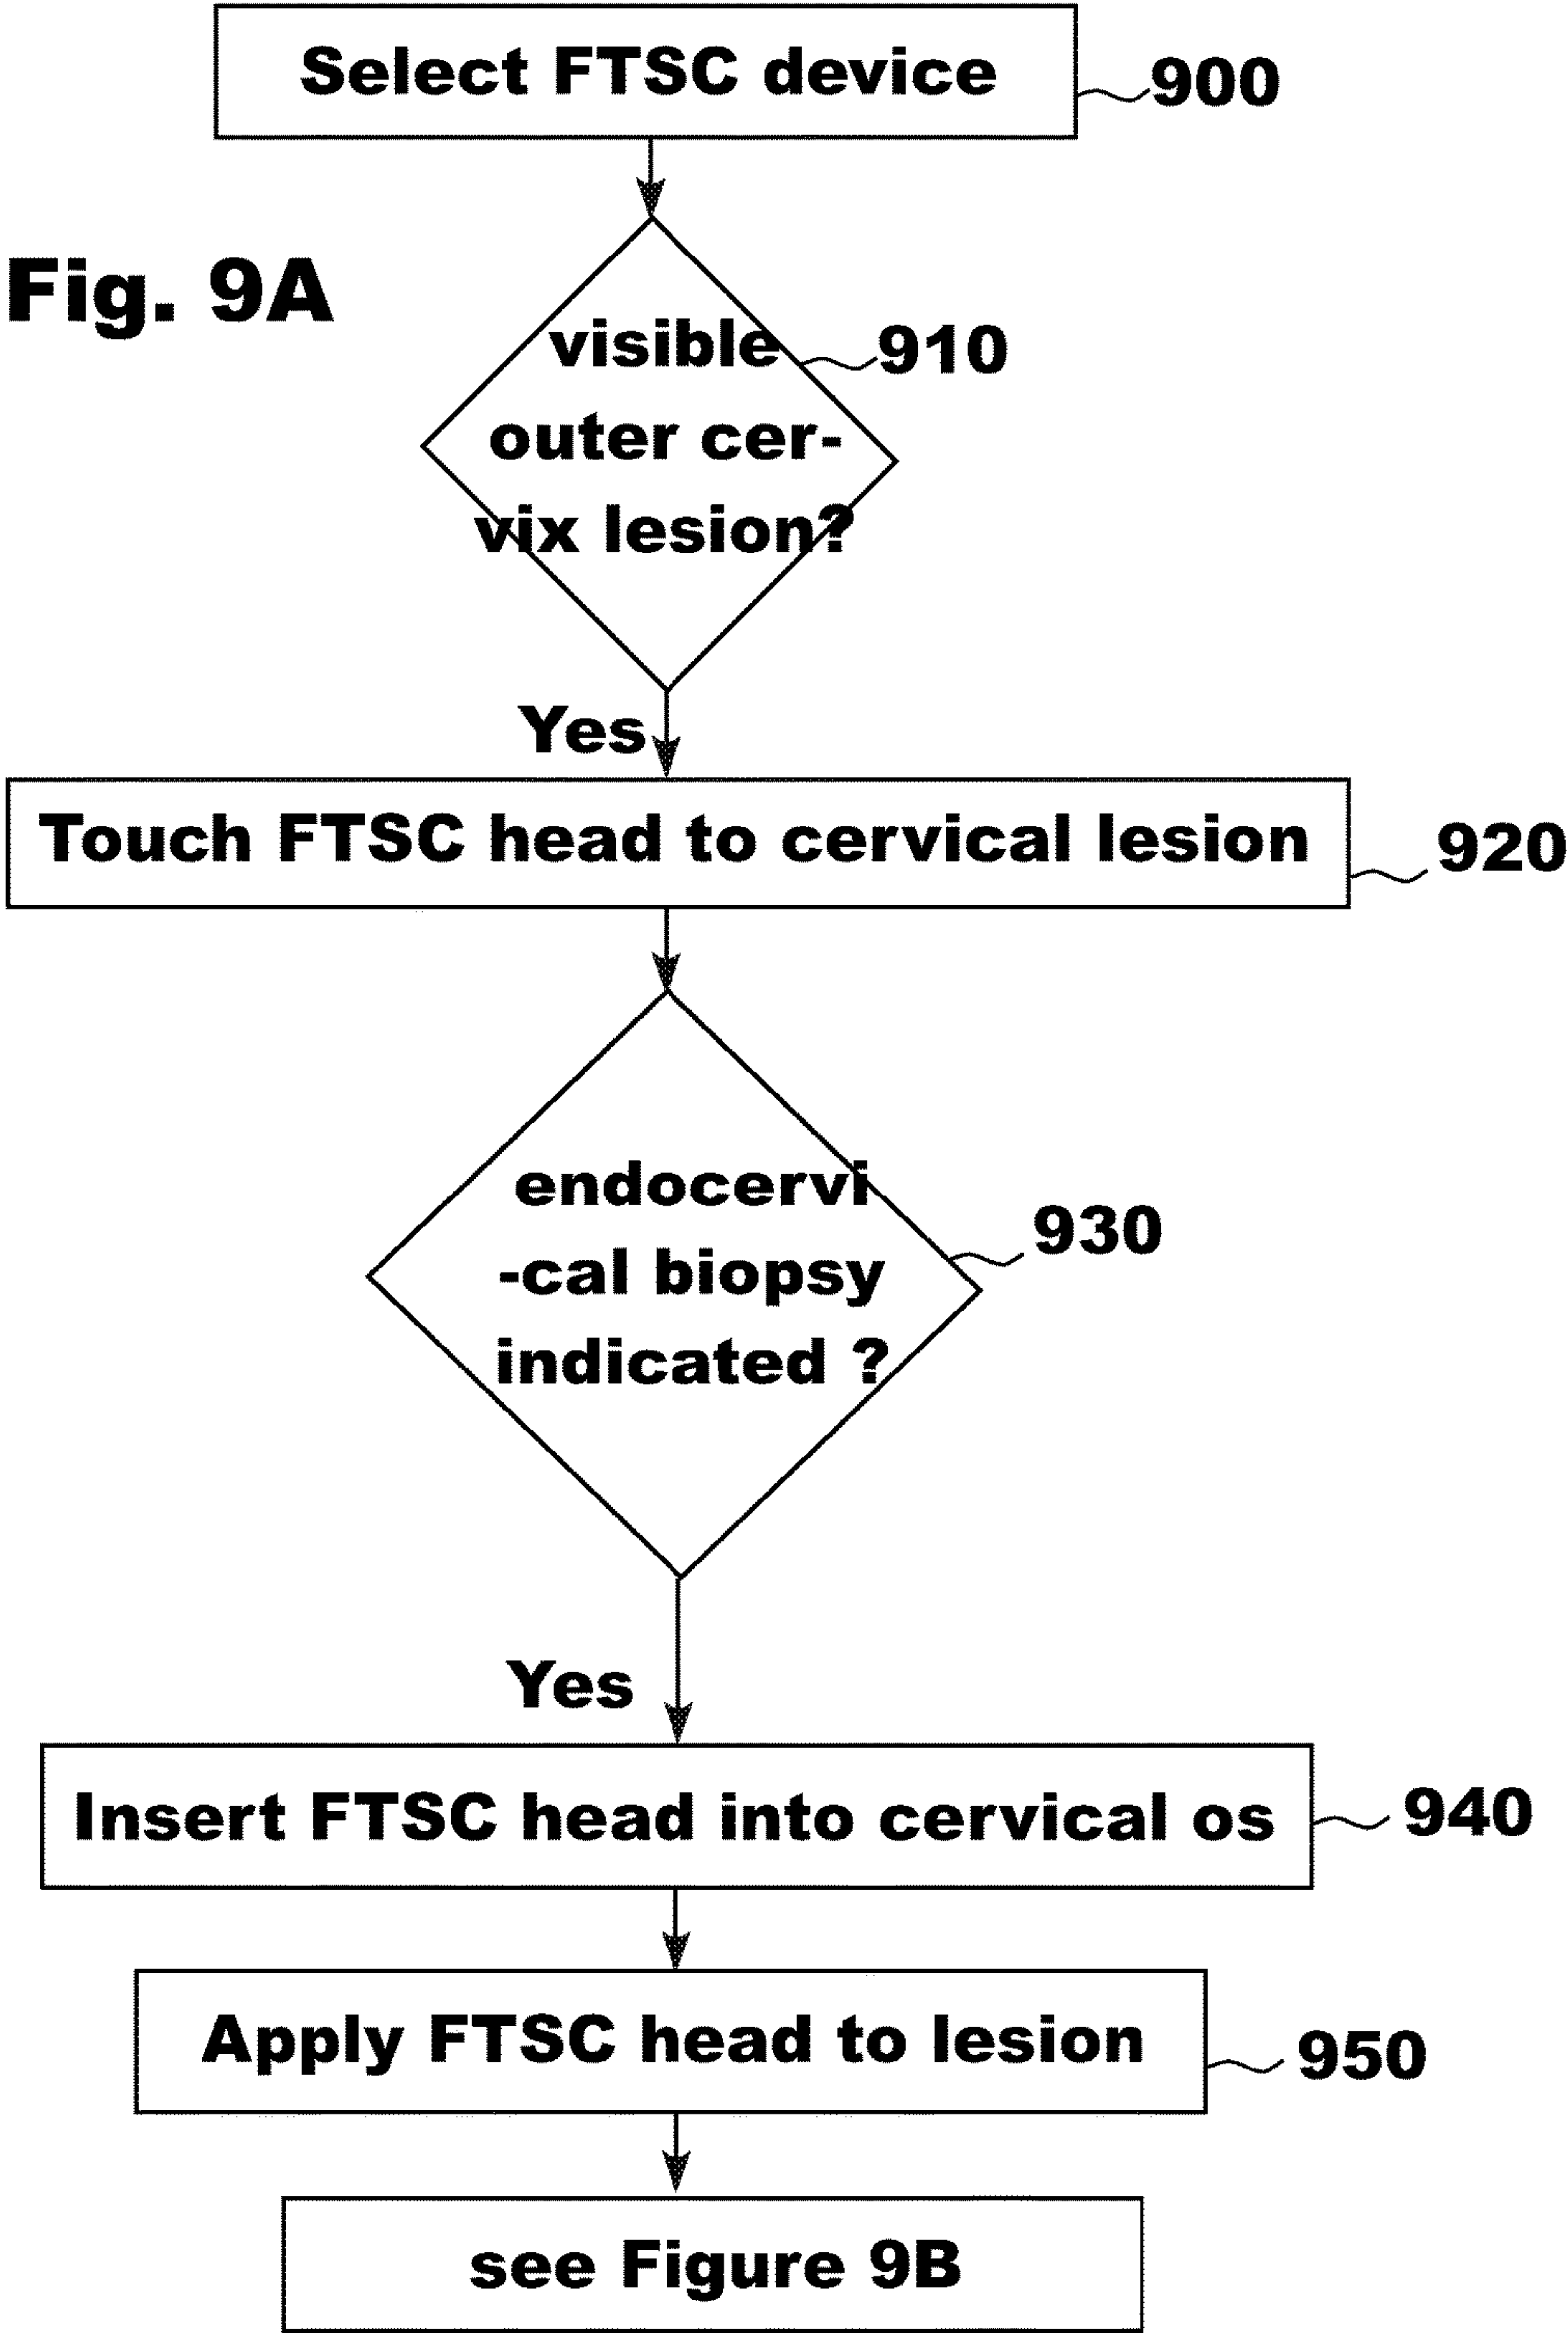 Select FTSC device
900
Fig. 9A
visible
910
outer cer-
vix lesion?
Yes
Touch FTSC head to cervical lesion
920
endocervi
-cal biopsy
930
indicated ?
Yes
Insert FTSC head into cervical os
940
Apply FTSC head to lesion
950
see Figure 9B